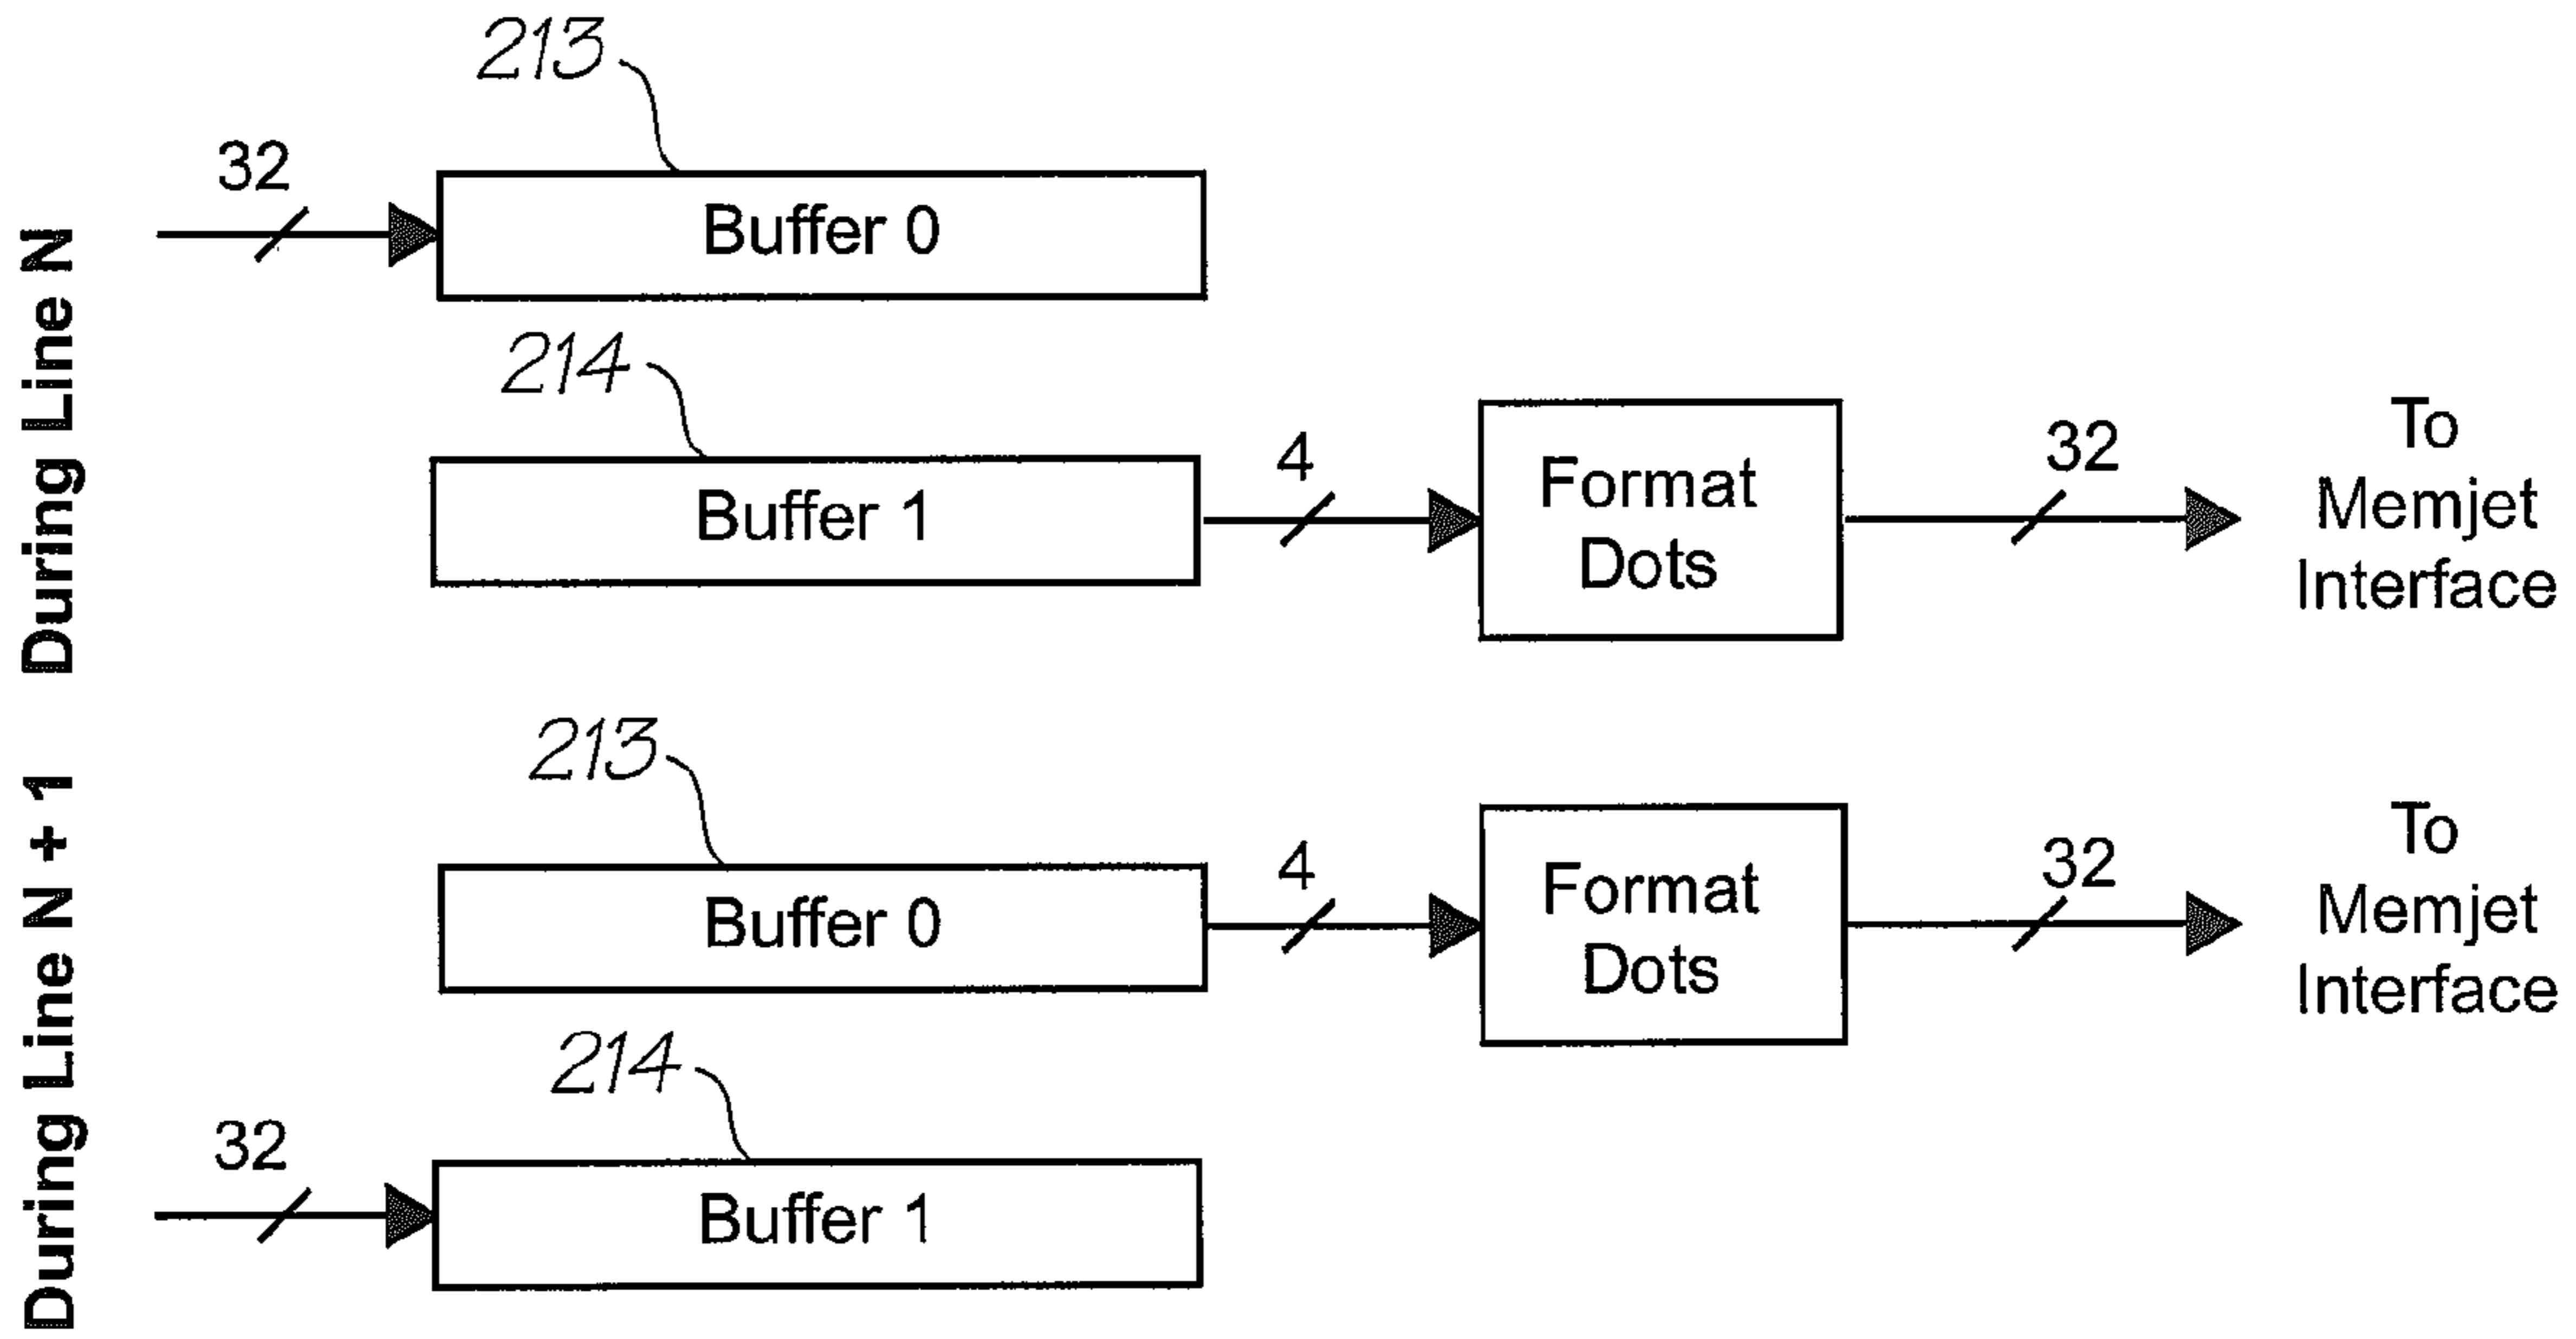 During Line N
213
32
Buffer 0
214
Buffer 1
4
Format
Dots
32
To
Memjet
Interface
During Line N + 1
213
Buffer 0
4
Format
Dots
32
To
Memjet
Interface
214
32
Buffer 1